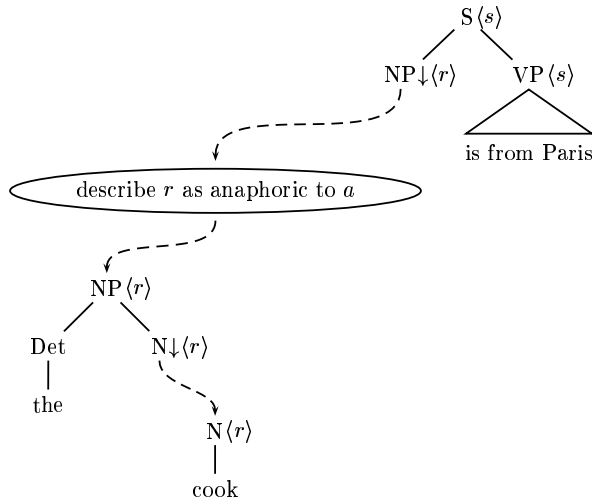 S⟨s⟩
NP↓⟨r⟩ VP⟨s⟩
is from Paris
describe r as anaphoric to a
NP⟨r⟩
Det N↓⟨r⟩
the
N⟨r⟩
cook